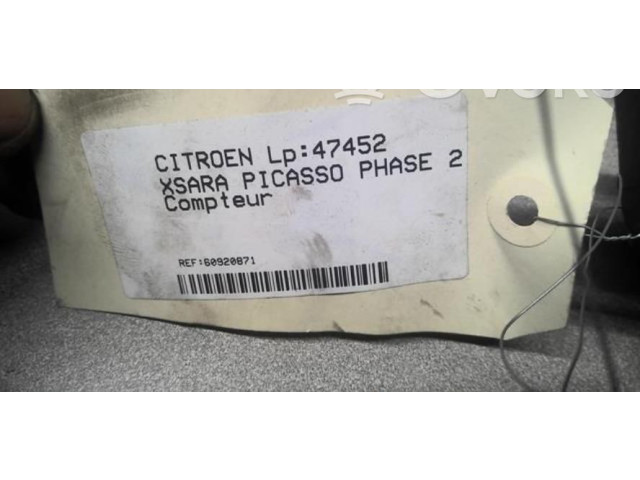 CITROEN Lp:47452
XSARA PICASSO PHASE 2
Compteur
REF:60920871